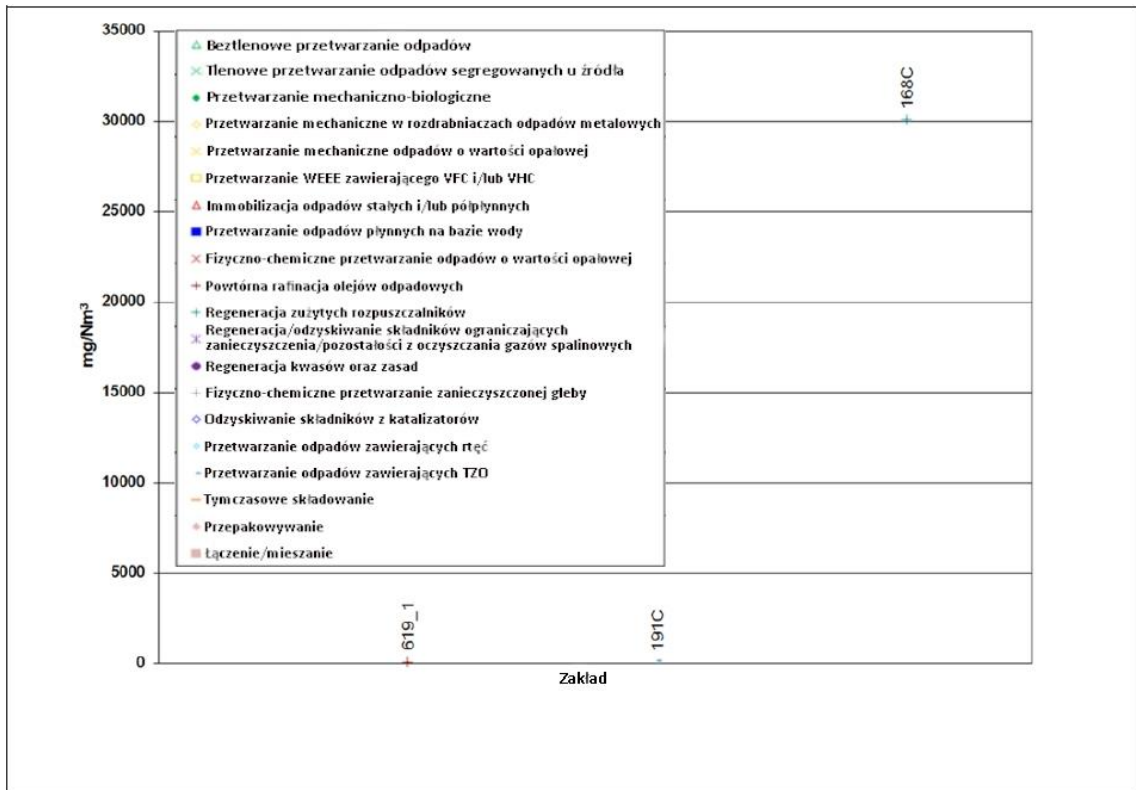 35000
30000
25000
20000
15000
10000
5000
0
mg/Nm³
Beztlenowe przetwarzanie odpadów
Tlenowe przetwarzanie odpadów segregowanych u źródła
Przetwarzanie mechaniczno-biologiczne
Przetwarzanie mechaniczne w rozdrabniaczach odpadów metalowych
Przetwarzanie mechaniczne odpadów o wartości opałowej
Przetwarzanie WEEE zawierającego VFC i/lub VHC
Immobilizacja odpadów stałych i/lub półpłynnych
Przetwarzanie odpadów płynnych na bazie wody
Fizyczno-chemiczne przetwarzanie odpadów o wartości opałowej
Powtórna rafinacja olejów odpadowych
Regeneracja zużytych rozpuszczalników
Regeneracja/odzyskiwanie składników ograniczających
zanieczyszczenia/pozostałości z oczyszczania gazów spalinowych
Regeneracja kwasów oraz zasad
Fizyczno-chemiczne przetwarzanie zanieczyszczonej gleby
Odzyskiwanie składników z katalizatorów
Przetwarzanie odpadów zawierających rtęć
Przetwarzanie odpadów zawierających TZO
Tymczasowe składowanie
Przepakowywanie
Łączenie/mieszanie
619_1
191C
168C
Zakład